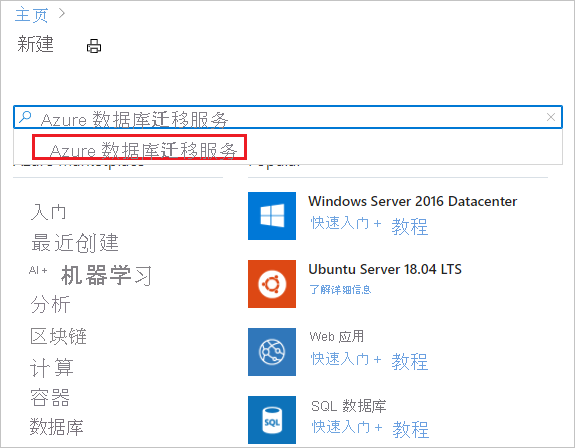 主页 >
新建
Azure 数据库迁移服务
Azure 数据库迁移服务
Azure Marketplace
Popular
入门
最近创建
AI + 机器学习
分析
区块链
计算
容器
数据库
Windows Server 2016 Datacenter
快速入门 + 教程
Ubuntu Server 18.04 LTS
了解详细信息
Web 应用
快速入门 + 教程
SQL 数据库
快速入门 + 教程
SQL